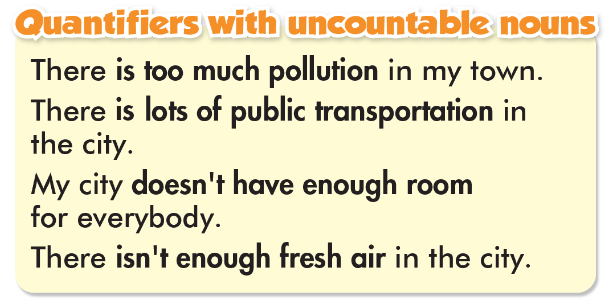 Quantifiers with uncountable nouns
There is too much pollution in my town.
There is lots of public transportation in
the city.
My city doesn't have enough room
for everybody.
There isn't enough fresh air in the city.